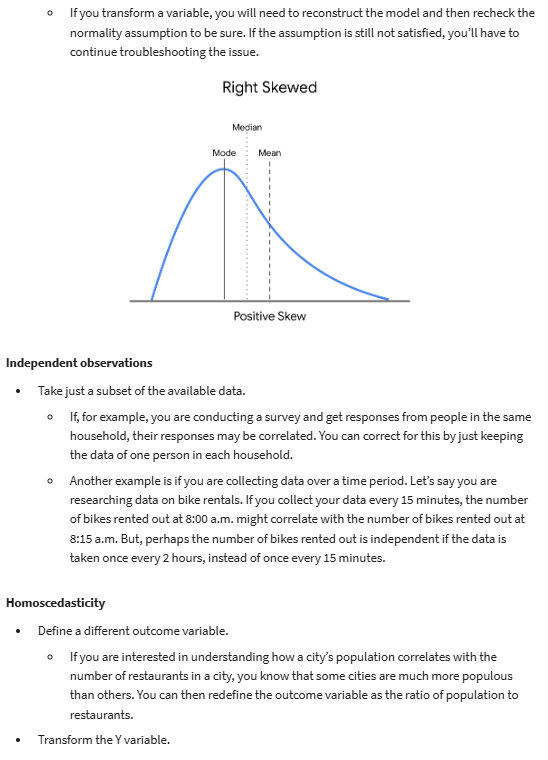 If you transform a variable, you will need to reconstruct the model and then recheck the
normality assumption to be sure. If the assumption is still not satisfied, you’ll have to
continue troubleshooting the issue.
Right Skewed
Median
Mode Mean
Positive Skew
Independent observations
Take just a subset of the available data.
If, for example, you are conducting a survey and get responses from people in the same
household, their responses may be correlated. You can correct for this by just keeping
the data of one person in each household.
Another example is if you are collecting data over a time period. Let’s say you are
researching data on bike rentals. If you collect your data every 15 minutes, the number
of bikes rented out at 8:00 a.m. might correlate with the number of bikes rented out at
8:15 a.m. But, perhaps the number of bikes rented out is independent if the data is
taken once every 2 hours, instead of once every 15 minutes.
Homoscedasticity
Define a different outcome variable.
If you are interested in understanding how a city’s population correlates with the
number of restaurants in a city, you know that some cities are much more populous
than others. You can then redefine the outcome variable as the ratio of population to
restaurants.
Transform the Y variable.